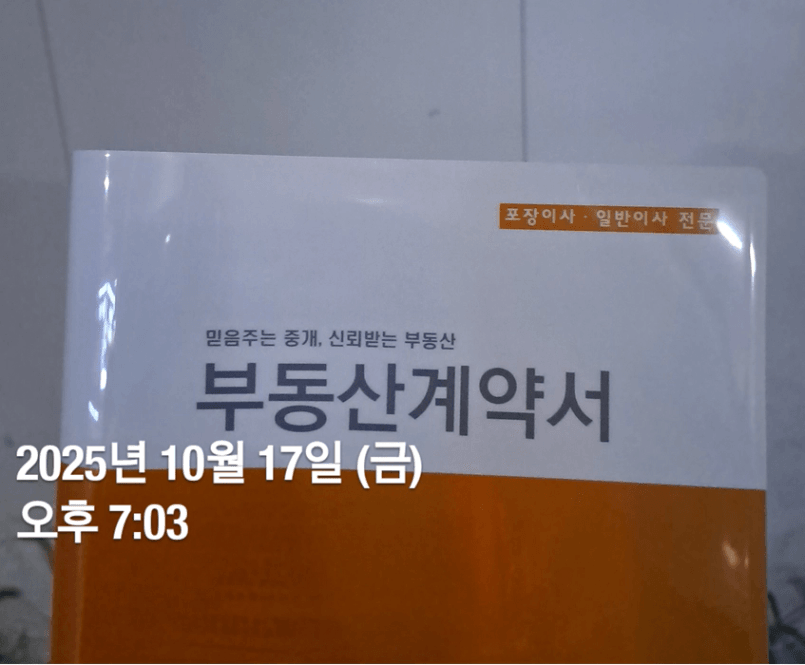 포장이사 · 일반이사 전문
믿음주는 중개, 신뢰받는 부동산
부동산계약서
2025년 10월 17일 (금)
오후 7:03